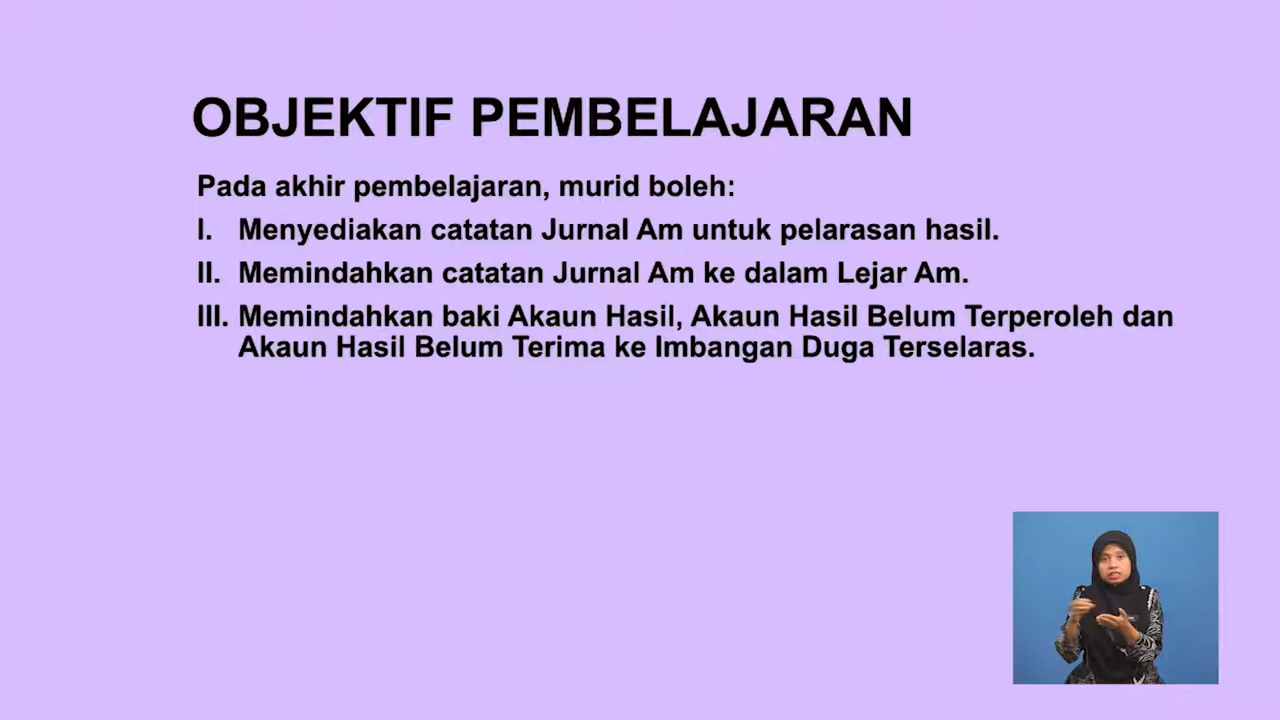 OBJEKTIF PEMBELAJARAN
Pada akhir pembelajaran, murid boleh:
I. Menyediakan catatan Jurnal Am untuk pelarasan hasil.
II. Memindahkan catatan Jurnal Am ke dalam Lejar Am.
III. Memindahkan baki Akaun Hasil, Akaun Hasil Belum Terperoleh dan
Akaun Hasil Belum Terima ke Imbangan Duga Terselaras.